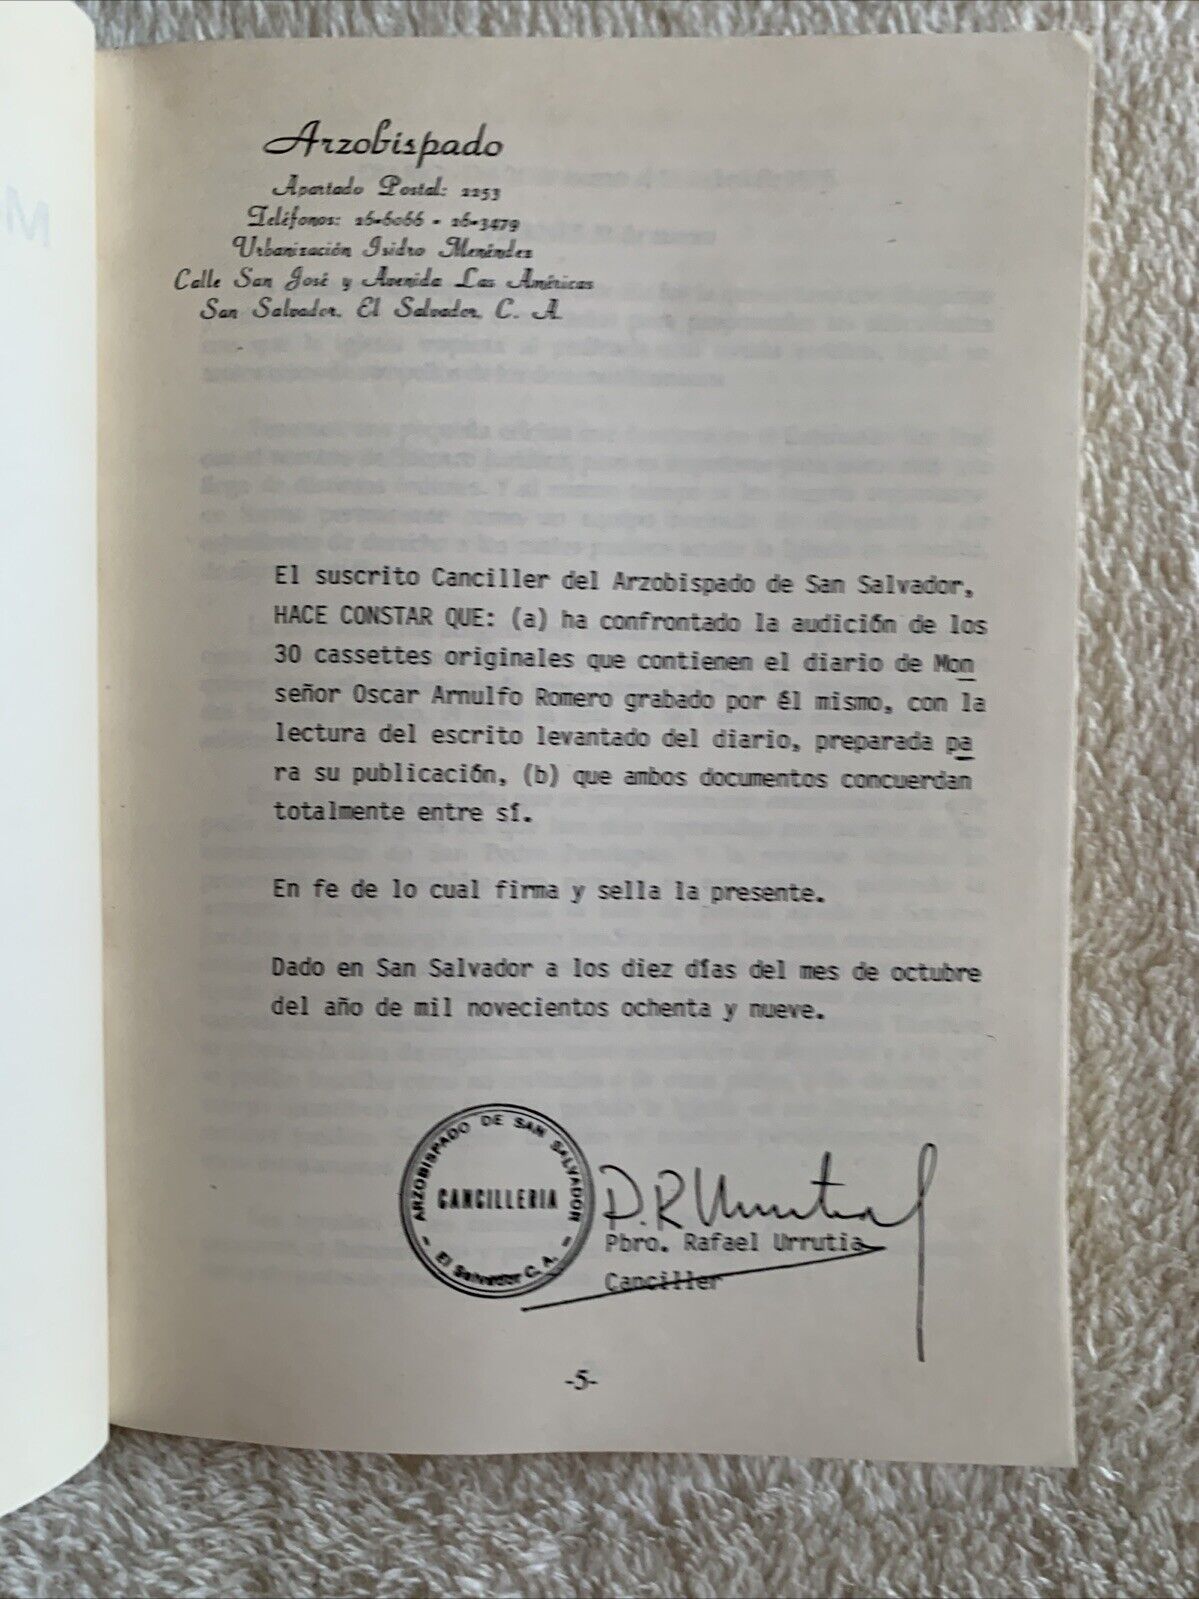 Arzobispado
Apartado Postal: 2253
Teléfonos: 26-6066 - 26-3479
Urbanización Isidro Menéndez
Calle San José y Avenida Las Américas
San Salvador, El Salvador, C. A.
El suscrito Canciller del Arzobispado de San Salvador,
HACE CONSTAR QUE: (a) ha confrontado la audición de los
30 cassettes originales que contienen el diario de Mon
señor Oscar Arnulfo Romero grabado por él mismo, con la
lectura del escrito levantado del diario, preparada pa
ra su publicación, (b) que ambos documentos concuerdan
totalmente entre sí.
En fe de lo cual firma y sella la presente.
Dado en San Salvador a los diez días del mes de octubre
del año de mil novecientos ochenta y nueve.
ARZOBISPADO DE SAN SALVADOR
CANCILLERIA
- El Salvador C. A. -
P. R Urrutia
Pbro. Rafael Urrutia
Canciller
-5-
M